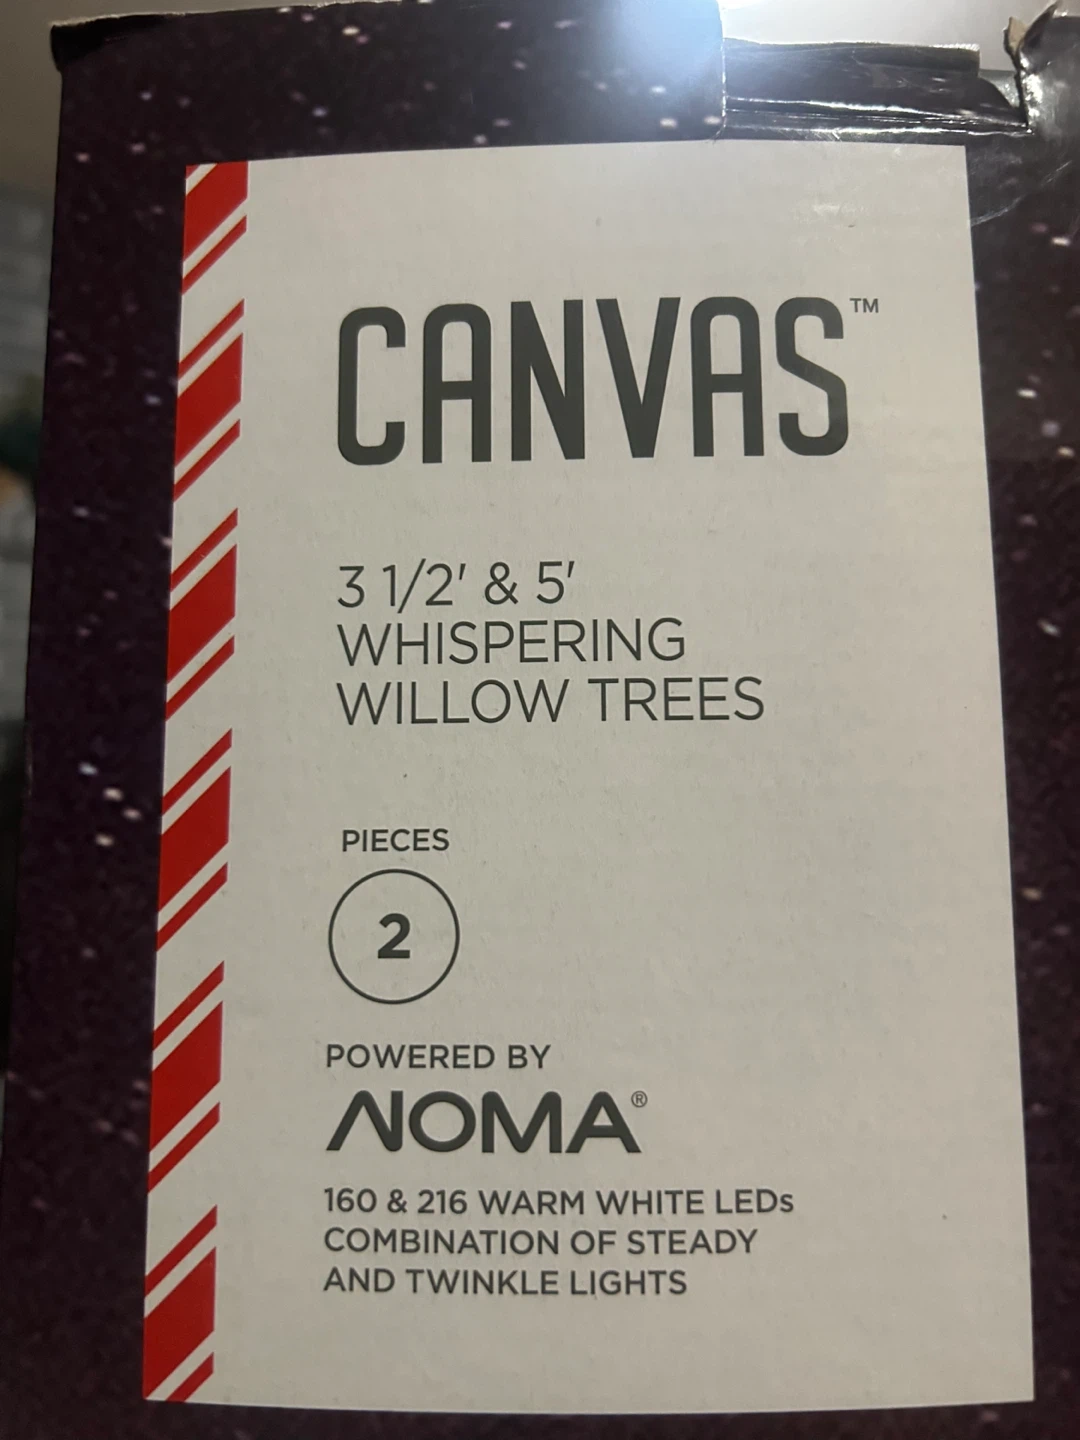 CANVAS™
3 1/2' & 5'
WHISPERING
WILLOW TREES
PIECES
2
POWERED BY
NOMA®
160 & 216 WARM WHITE LEDs
COMBINATION OF STEADY
AND TWINKLE LIGHTS